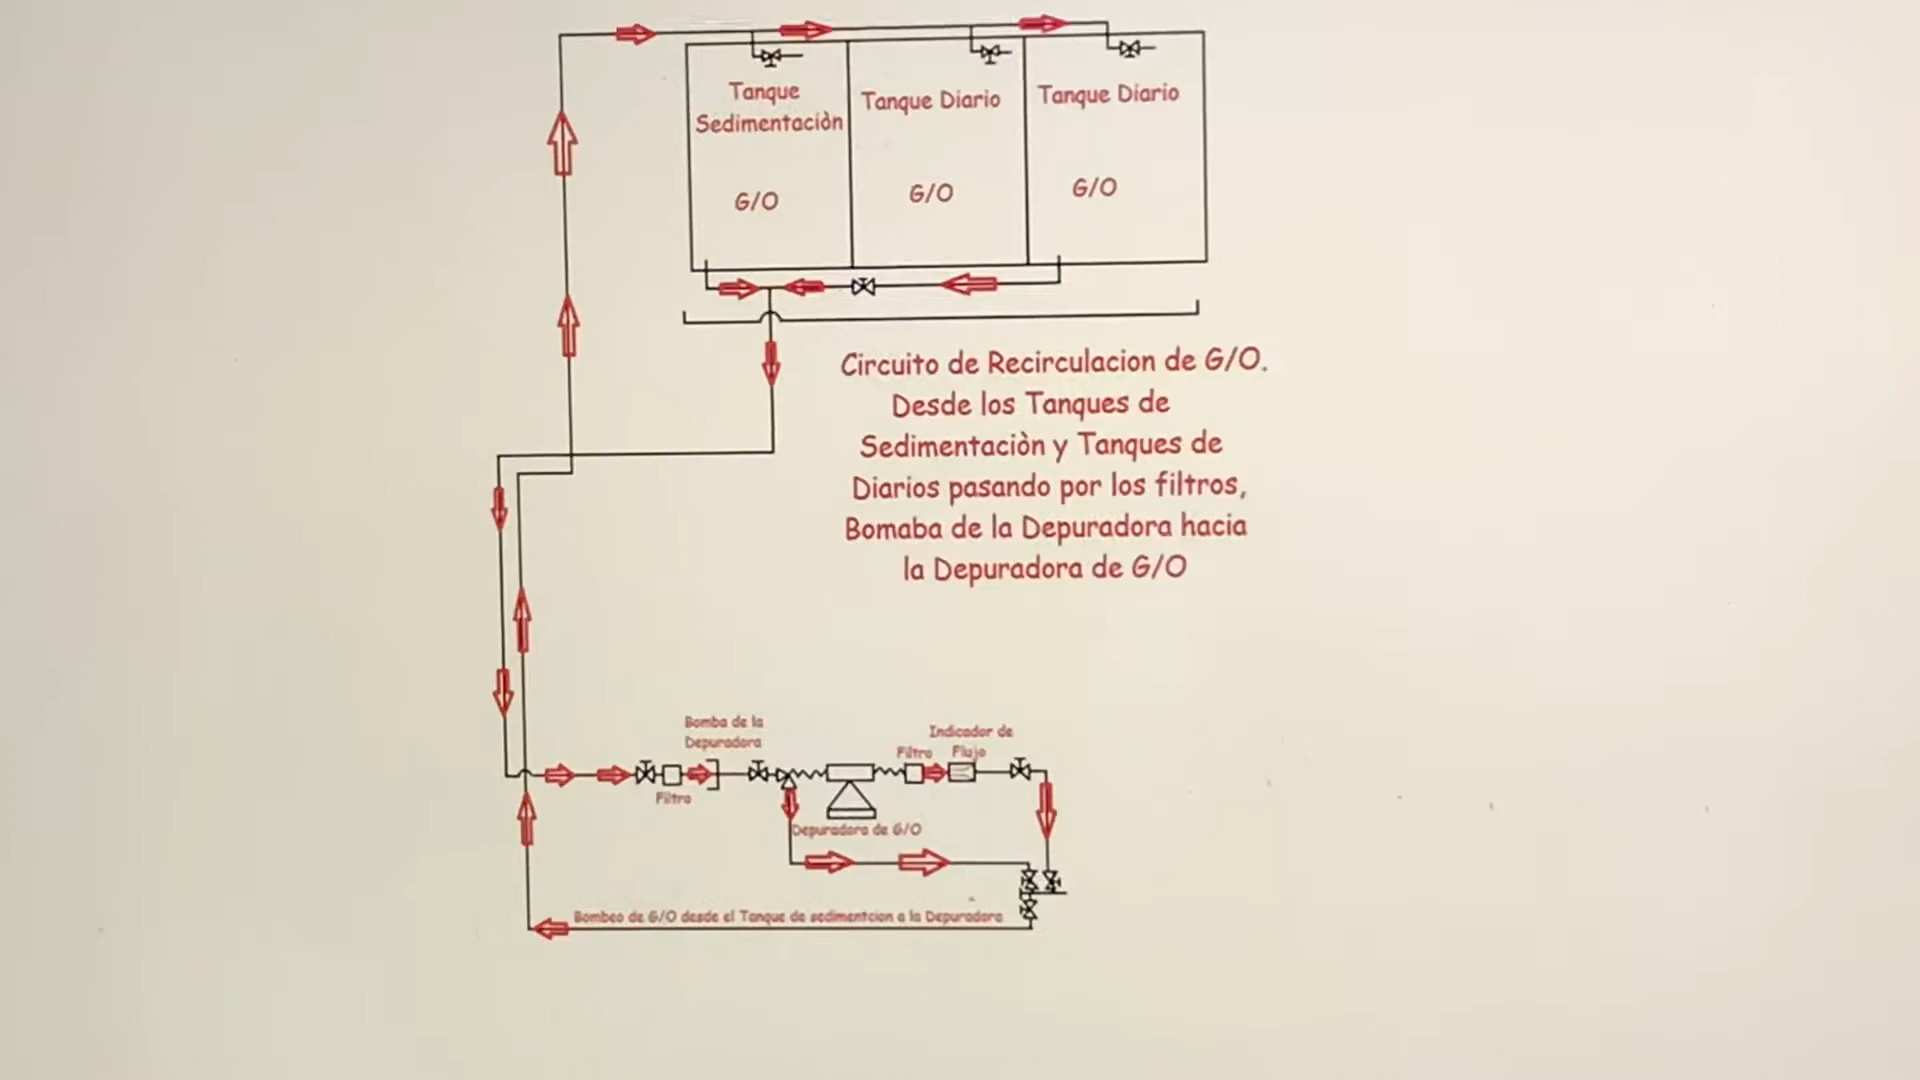 Tanque
Sedimentaciòn
G/O
Tanque Diario
G/O
Tanque Diario
G/O
Circuito de Recirculacion de G/O.
Desde los Tanques de
Sedimentaciòn y Tanques de
Diarios pasando por los filtros,
Bomaba de la Depuradora hacia
la Depuradora de G/O
Bomba de la
Depuradora
Filtro
Depuradora de G/O
Filtro
Indicador de
Flujo
Bombeo de G/O desde el Tanque de sedimentcion a la Depuradora